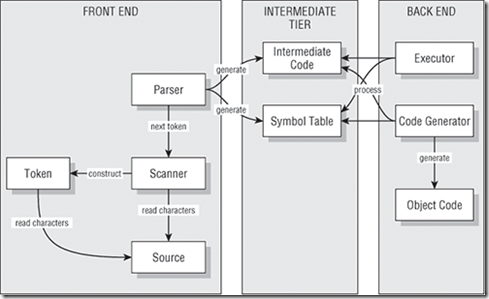 FRONT END
INTERMEDIATE
TIER
BACK END
Parser
generate
generate
next token
Token
construct
Scanner
read characters
read characters
Source
Intermediate
Code
Symbol Table
process
Executor
Code Generator
generate
Object Code